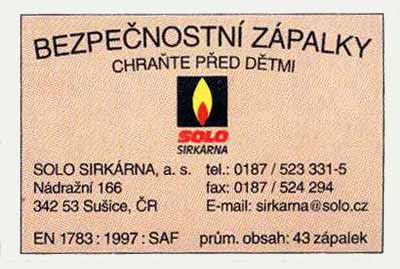 BEZPEČNOSTNÍ ZÁPALKY
CHRAŇTE PŘED DĚTMI
SOLO
SIRKÁRNA
SOLO SIRKÁRNA, a. s. tel.: 0187 / 523 331-5
Nádražní 166 fax: 0187 / 524 294
342 53 Sušice, ČR E-mail: sirkarna@solo.cz
EN 1783 : 1997 : SAF prům. obsah: 43 zápalek